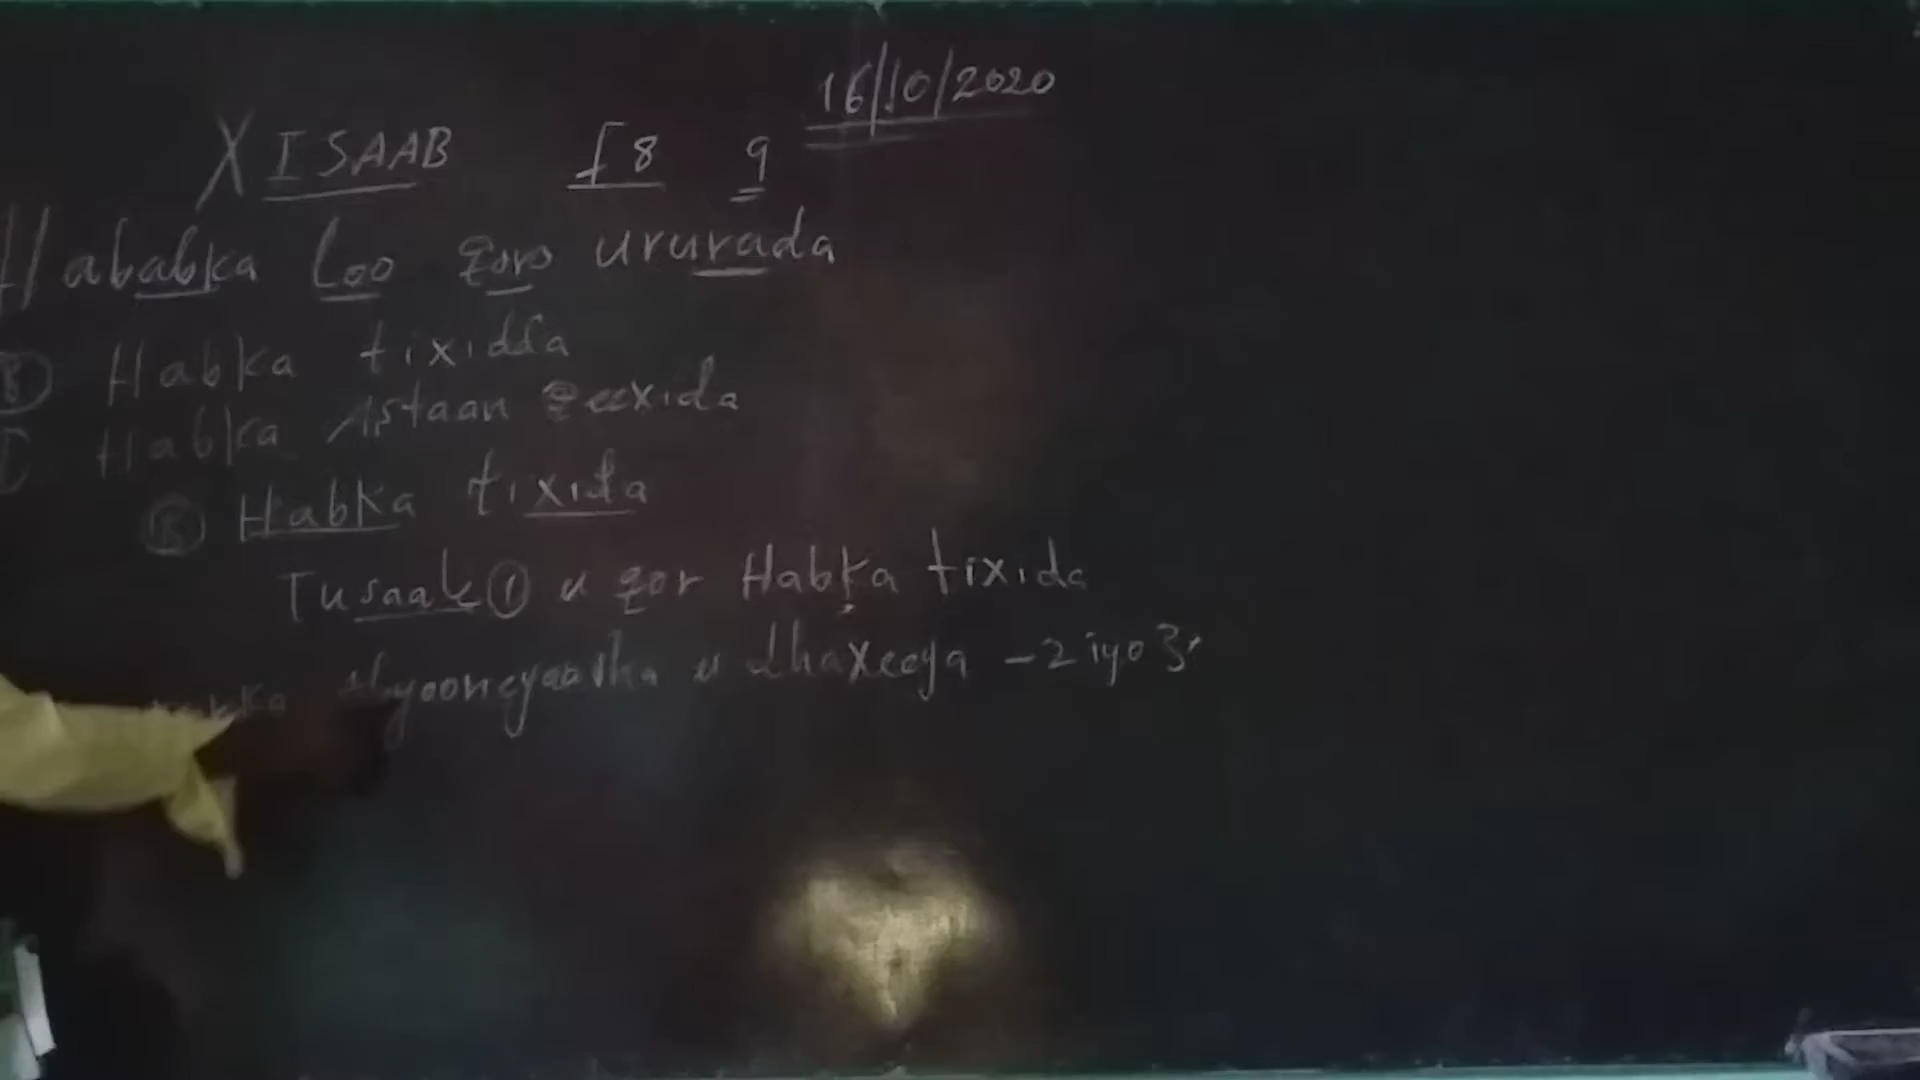 16/10/2020
XISAAB f8 9
Hababka Loo qoro ururada
B Habka tixidda
Habka Astaan qeexida
B Habka tixida
Tusaale 1 u qor Habka tixida
u dhaxeeya -2 iyo 3.